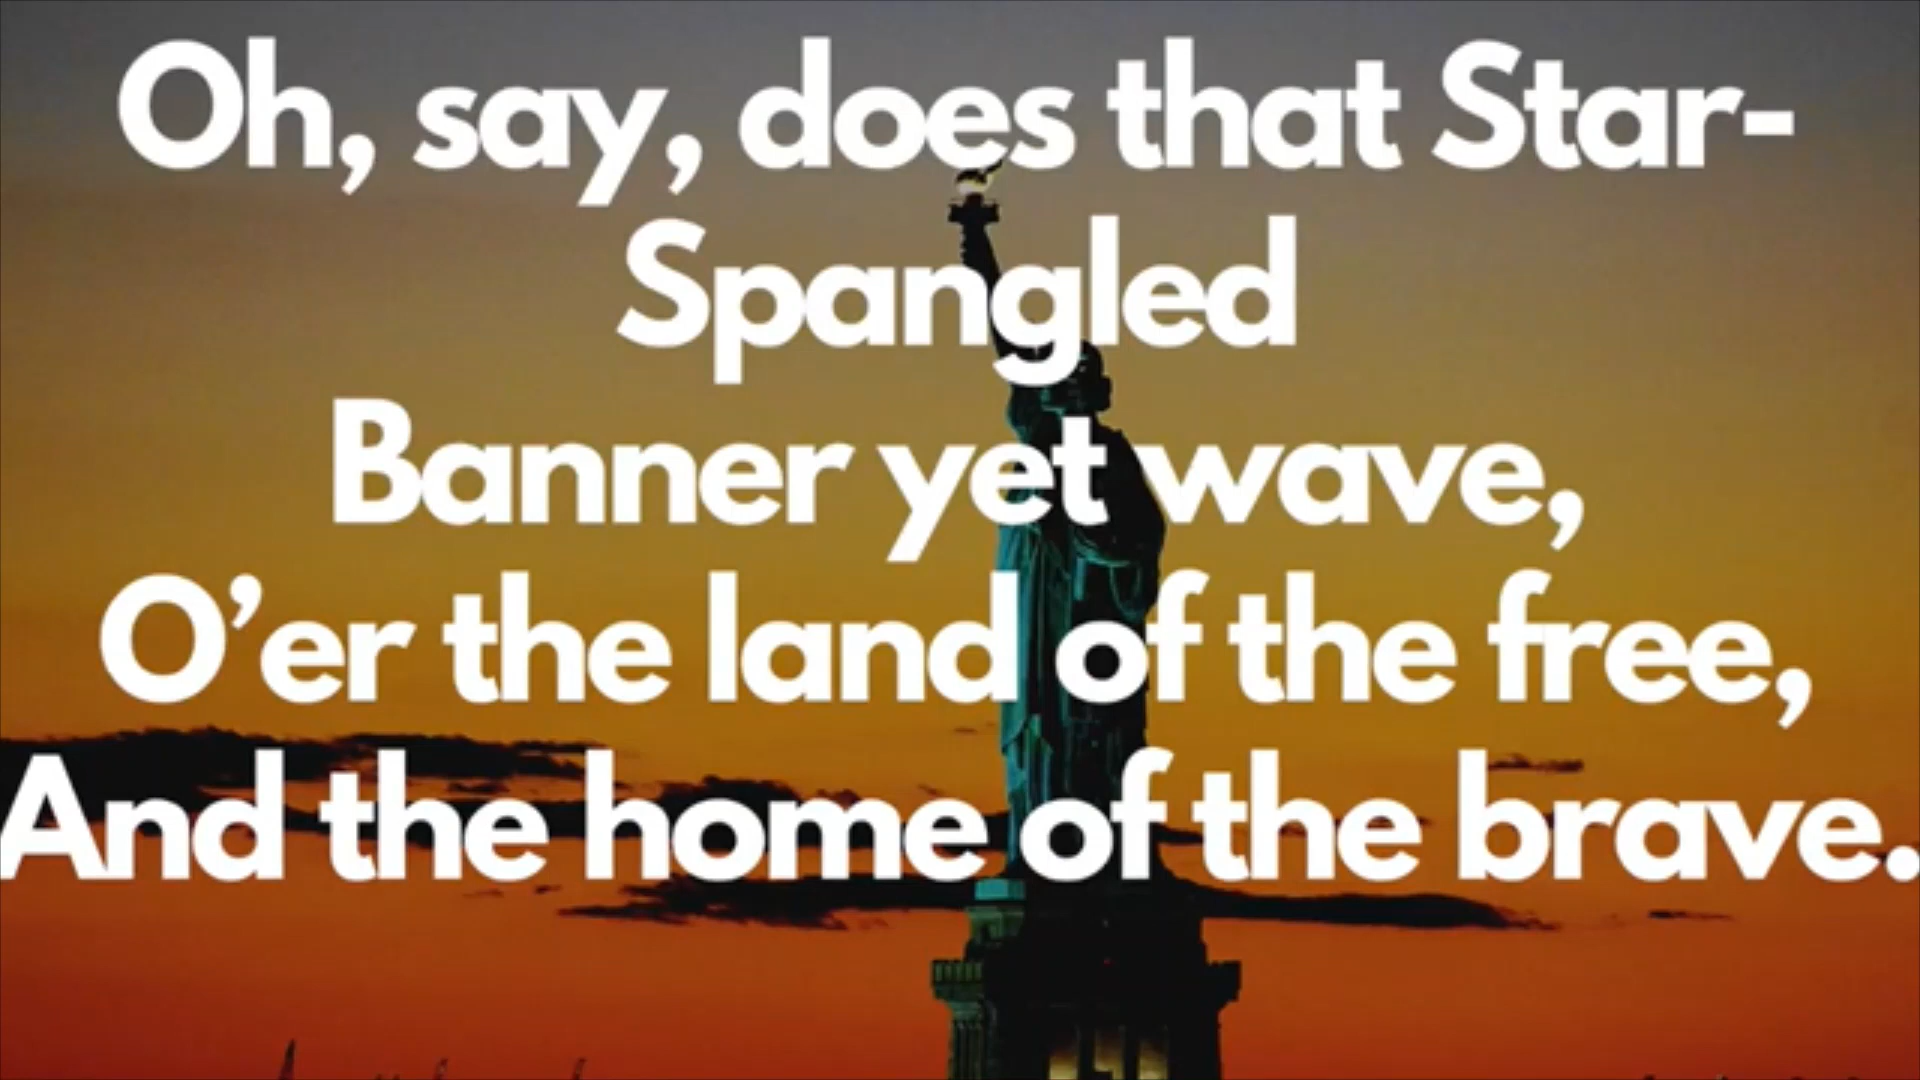 Oh, say, does that Star-
Spangled
Banner yet wave,
O’er the land of the free,
And the home of the brave.